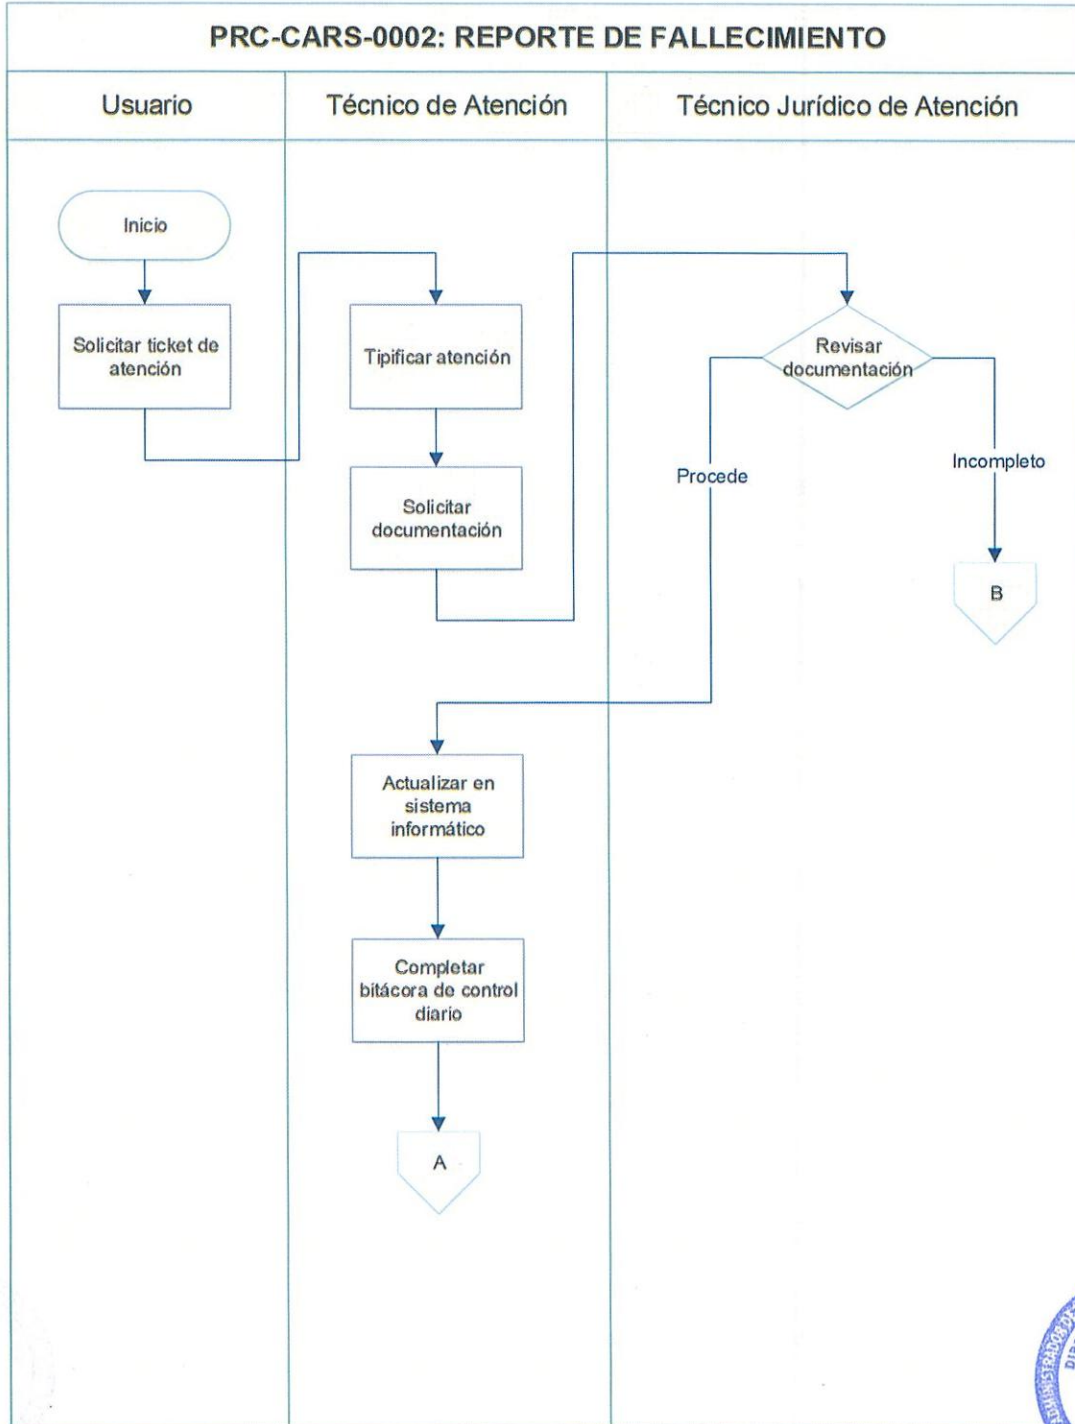 PRC-CARS-0002: REPORTE DE FALLECIMIENTO
Usuario
Técnico de Atención
Técnico Jurídico de Atención
Inicio
Solicitar ticket de
atención
Tipificar atención
Revisar
documentación
Procede
Incompleto
Solicitar
documentación
B
Actualizar en
sistema
informático
Completar
bitácora de control
diario
A